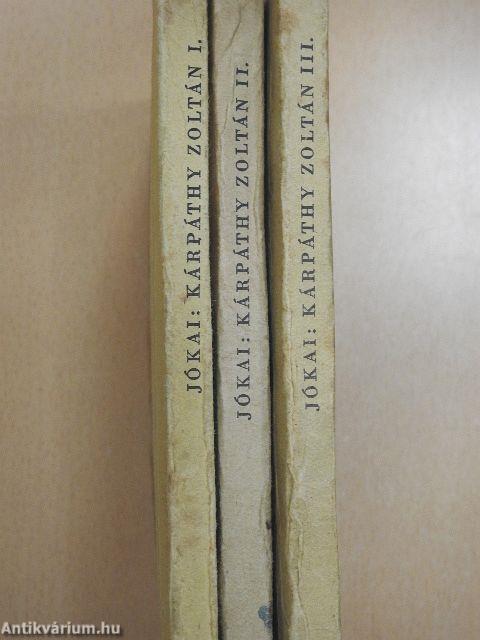 JÓKAI: KÁRPÁTHY ZOLTÁN I.
JÓKAI: KÁRPÁTHY ZOLTÁN II.
JÓKAI: KÁRPÁTHY ZOLTÁN III.
Antikvárium.hu